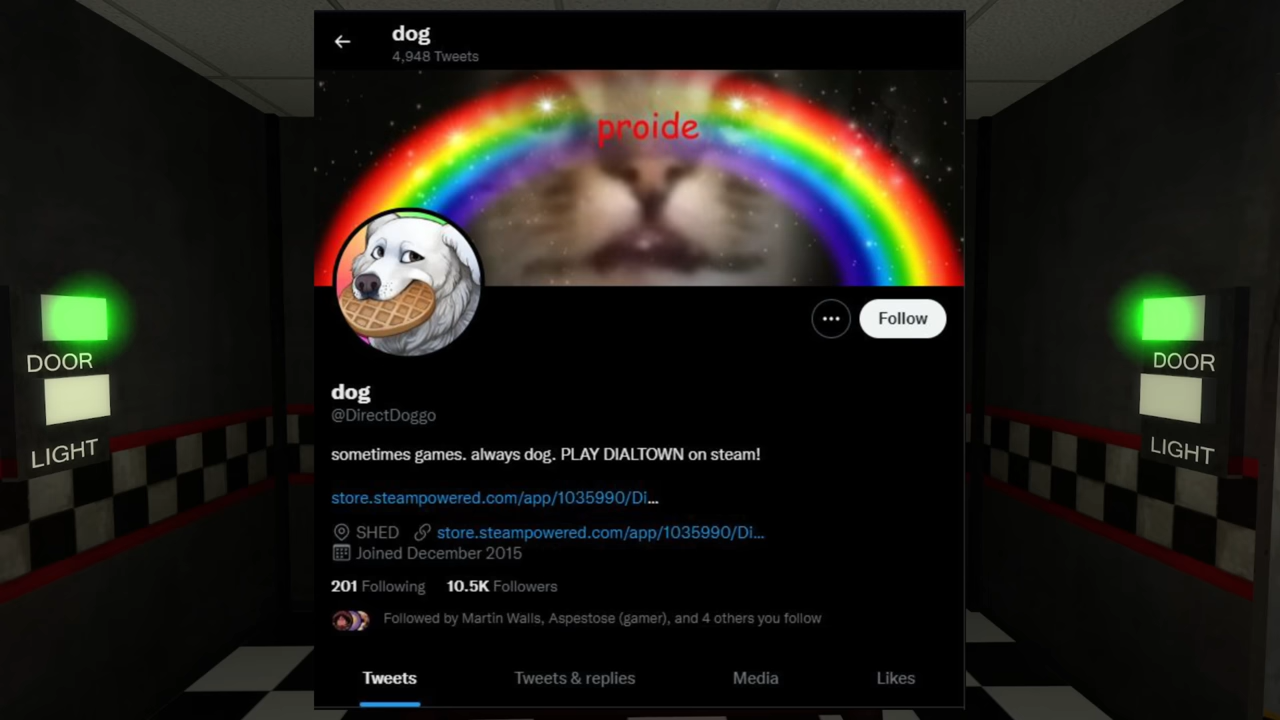 dog
4,948 Tweets
proide
Follow
dog
@DirectDoggo
sometimes games. always dog. PLAY DIALTOWN on steam!
store.steampowered.com/app/1035990/Di…
SHED store.steampowered.com/app/1035990/Di...
Joined December 2015
201 Following 10.5K Followers
Followed by Martin Walls, Aspestose (gamer), and 4 others you follow
Tweets Tweets & replies Media Likes
DOOR
LIGHT
DOOR
LIGHT